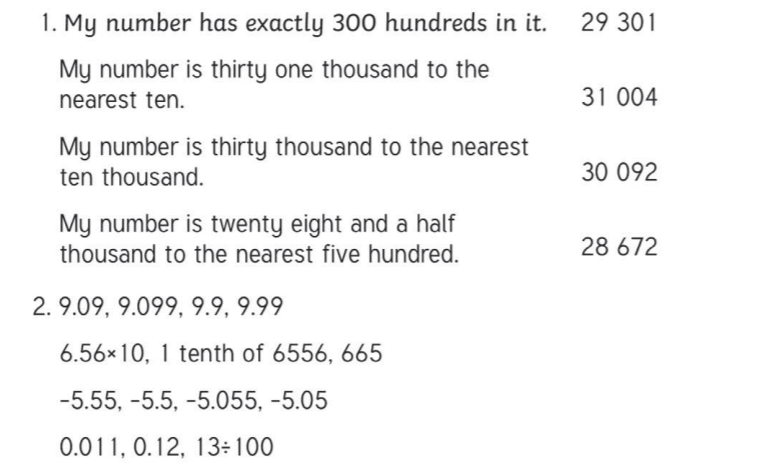 1. My number has exactly 300 hundreds in it. 29 301
My number is thirty one thousand to the
nearest ten. 31 004
My number is thirty thousand to the nearest
ten thousand. 30 092
My number is twenty eight and a half
thousand to the nearest five hundred. 28 672
2. 9.09, 9.099, 9.9, 9.99
6.56×10, 1 tenth of 6556, 665
-5.55, -5.5, -5.055, -5.05
0.011, 0.12, 13÷100